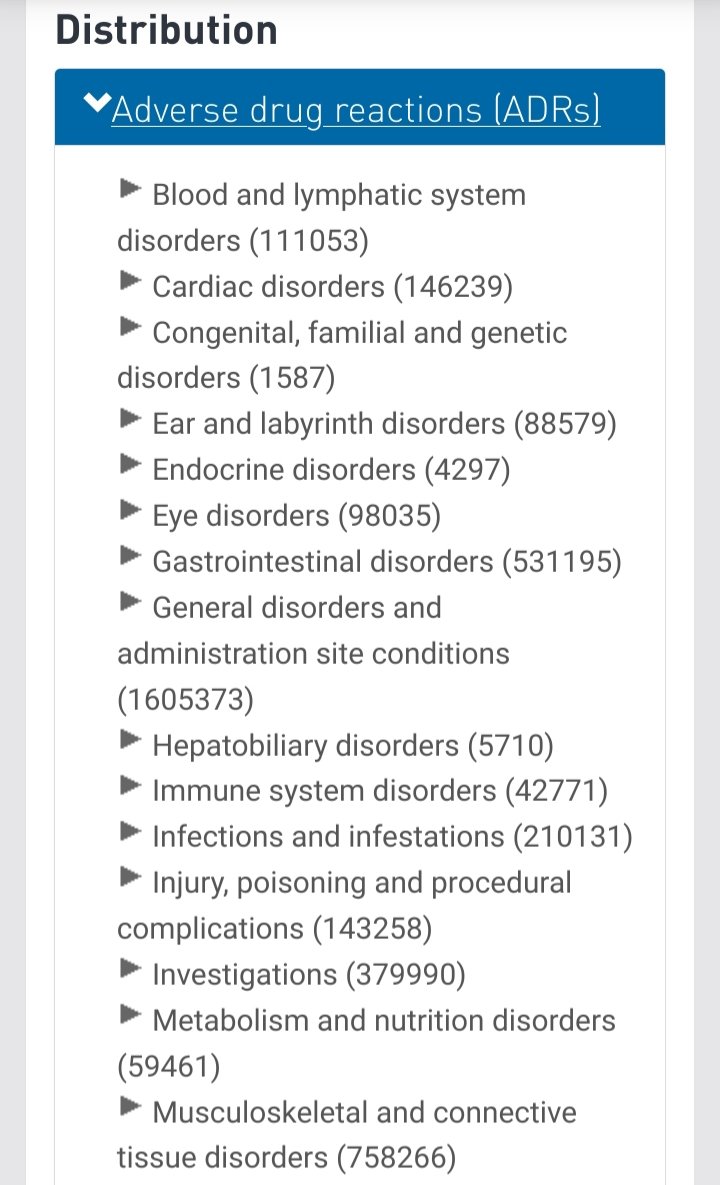 Distribution
Adverse drug reactions (ADRs)
Blood and lymphatic system
disorders (111053)
Cardiac disorders (146239)
Congenital, familial and genetic
disorders (1587)
Ear and labyrinth disorders (88579)
Endocrine disorders (4297)
Eye disorders (98035)
Gastrointestinal disorders (531195)
General disorders and
administration site conditions
(1605373)
Hepatobiliary disorders (5710)
Immune system disorders (42771)
Infections and infestations (210131)
Injury, poisoning and procedural
complications (143258)
Investigations (379990)
Metabolism and nutrition disorders
(59461)
Musculoskeletal and connective
tissue disorders (758266)